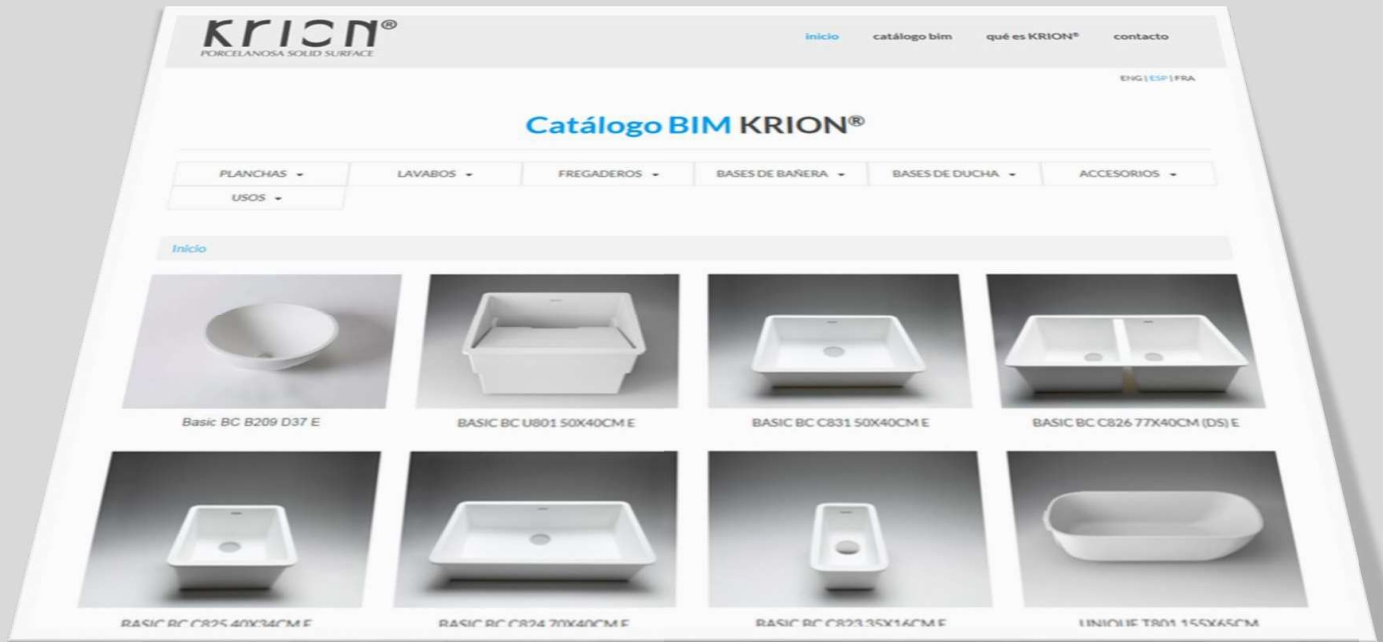 KRION®
PORCELANOSA SOLID SURFACE
inicio catálogo bim qué es KRION® contacto
ENG | ESP | FRA
Catálogo BIM KRION®
PLANCHAS LAVABOS FREGADEROS BASES DE BAÑERA BASES DE DUCHA ACCESORIOS
USOS
Inicio
Basic BC B209 D37 E BASIC BC U801 50X40CM E BASIC BC C831 50X40CM E BASIC BC C826 77X40CM (DS) E
BASIC BC C825 40X34CM E BASIC BC C824 70X40CM E BASIC BC C823 35X16CM E UNIQUE T801 155X65CM